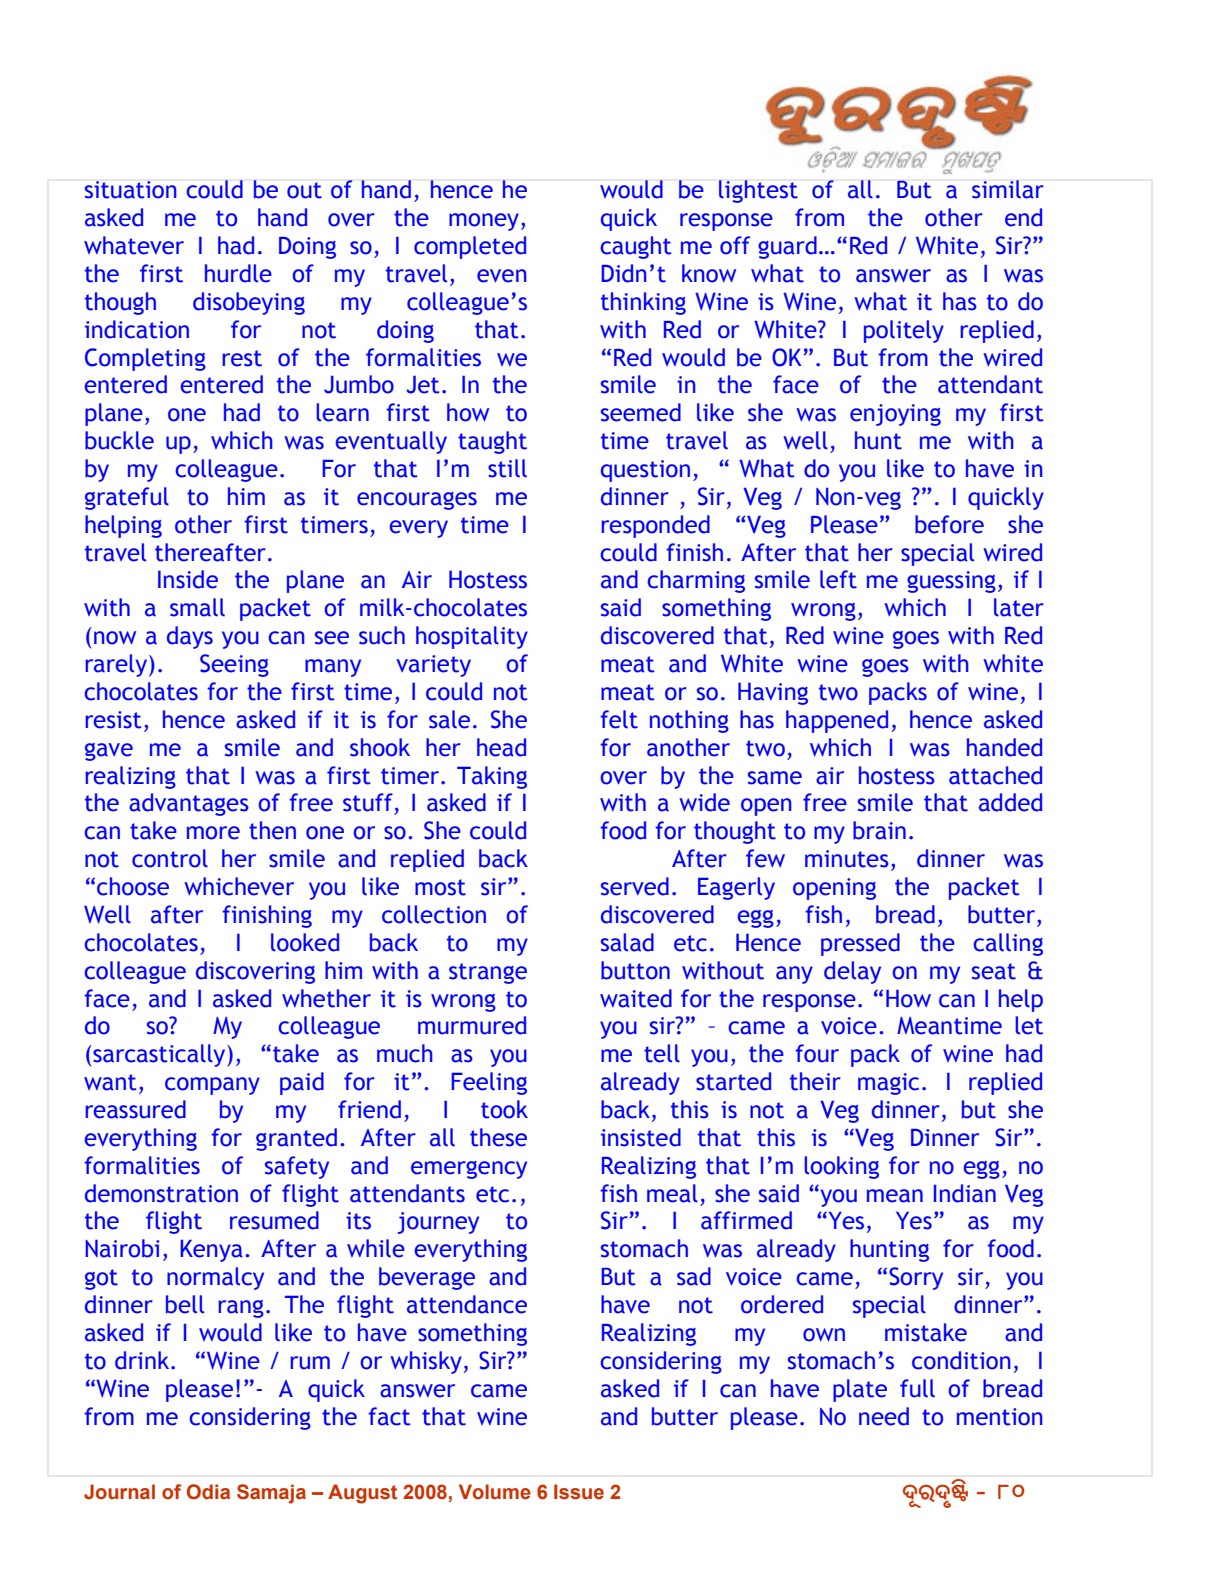 ଦୂରଦୃଷ୍ଟି
ଓଡ଼ିଆ ସମାଜର ମୁଖପତ୍ର
situation could be out of hand, hence he
asked me to hand over the money,
whatever I had. Doing so, I completed
the first hurdle of my travel, even
though disobeying my colleague’s
indication for not doing that.
Completing rest of the formalities we
entered entered the Jumbo Jet. In the
plane, one had to learn first how to
buckle up, which was eventually taught
by my colleague. For that I’m still
grateful to him as it encourages me
helping other first timers, every time I
travel thereafter.
Inside the plane an Air Hostess
with a small packet of milk-chocolates
(now a days you can see such hospitality
rarely). Seeing many variety of
chocolates for the first time, I could not
resist, hence asked if it is for sale. She
gave me a smile and shook her head
realizing that I was a first timer. Taking
the advantages of free stuff, I asked if I
can take more then one or so. She could
not control her smile and replied back
“choose whichever you like most sir”.
Well after finishing my collection of
chocolates, I looked back to my
colleague discovering him with a strange
face, and I asked whether it is wrong to
do so? My colleague murmured
(sarcastically), “take as much as you
want, company paid for it”. Feeling
reassured by my friend, I took
everything for granted. After all these
formalities of safety and emergency
demonstration of flight attendants etc.,
the flight resumed its journey to
Nairobi, Kenya. After a while everything
got to normalcy and the beverage and
dinner bell rang. The flight attendance
asked if I would like to have something
to drink. “Wine / rum / or whisky, Sir?”
“Wine please!”- A quick answer came
from me considering the fact that wine
would be lightest of all. But a similar
quick response from the other end
caught me off guard…“Red / White, Sir?”
Didn’t know what to answer as I was
thinking Wine is Wine, what it has to do
with Red or White? I politely replied,
“Red would be OK”. But from the wired
smile in the face of the attendant
seemed like she was enjoying my first
time travel as well, hunt me with a
question, “ What do you like to have in
dinner , Sir, Veg / Non-veg ?”. I quickly
responded “Veg Please” before she
could finish. After that her special wired
and charming smile left me guessing, if I
said something wrong, which I later
discovered that, Red wine goes with Red
meat and White wine goes with white
meat or so. Having two packs of wine, I
felt nothing has happened, hence asked
for another two, which I was handed
over by the same air hostess attached
with a wide open free smile that added
food for thought to my brain.
After few minutes, dinner was
served. Eagerly opening the packet I
discovered egg, fish, bread, butter,
salad etc. Hence pressed the calling
button without any delay on my seat &
waited for the response. “How can I help
you sir?” – came a voice. Meantime let
me tell you, the four pack of wine had
already started their magic. I replied
back, this is not a Veg dinner, but she
insisted that this is “Veg Dinner Sir”.
Realizing that I’m looking for no egg, no
fish meal, she said “you mean Indian Veg
Sir”. I affirmed “Yes, Yes” as my
stomach was already hunting for food.
But a sad voice came, “Sorry sir, you
have not ordered special dinner”.
Realizing my own mistake and
considering my stomach’s condition, I
asked if I can have plate full of bread
and butter please. No need to mention
Journal of Odia Samaja – August 2008, Volume 6 Issue 2
ଦୂରଦୃଷ୍ଟି - ୮୦